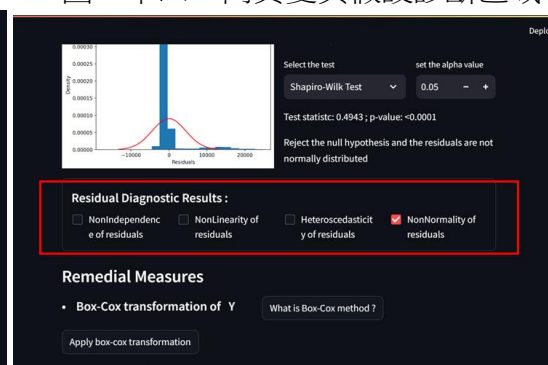 Deplo
0.00030
0.00025
0.00020
0.00015
0.00010
0.00005
0.00000
Density
-10000 0 10000 20000
Residuals
Select the test
set the alpha value
Shapiro-Wilk Test
0.05 - +
Test statistc: 0.4943 ; p-value: <0.0001
Reject the null hypothesis and the residuals are not
normally distributed
Residual Diagnostic Results :
NonIndependenc
e of residuals
NonLinearity of
residuals
Heteroscedasticit
y of residuals
NonNormality of
residuals
Remedial Measures
• Box-Cox transformation of Y
What is Box-Cox method ?
Apply box-cox transformation